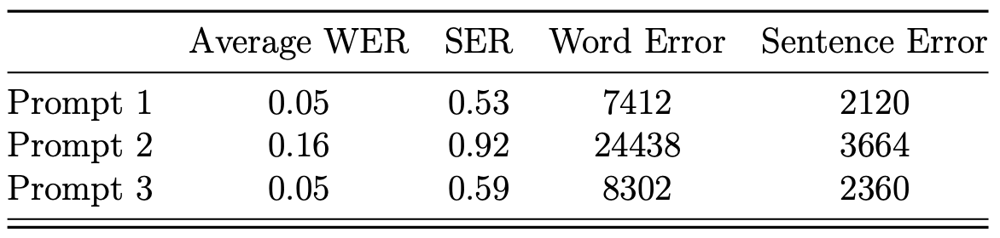 Average WER SER Word Error Sentence Error
Prompt 1 0.05 0.53 7412 2120
Prompt 2 0.16 0.92 24438 3664
Prompt 3 0.05 0.59 8302 2360